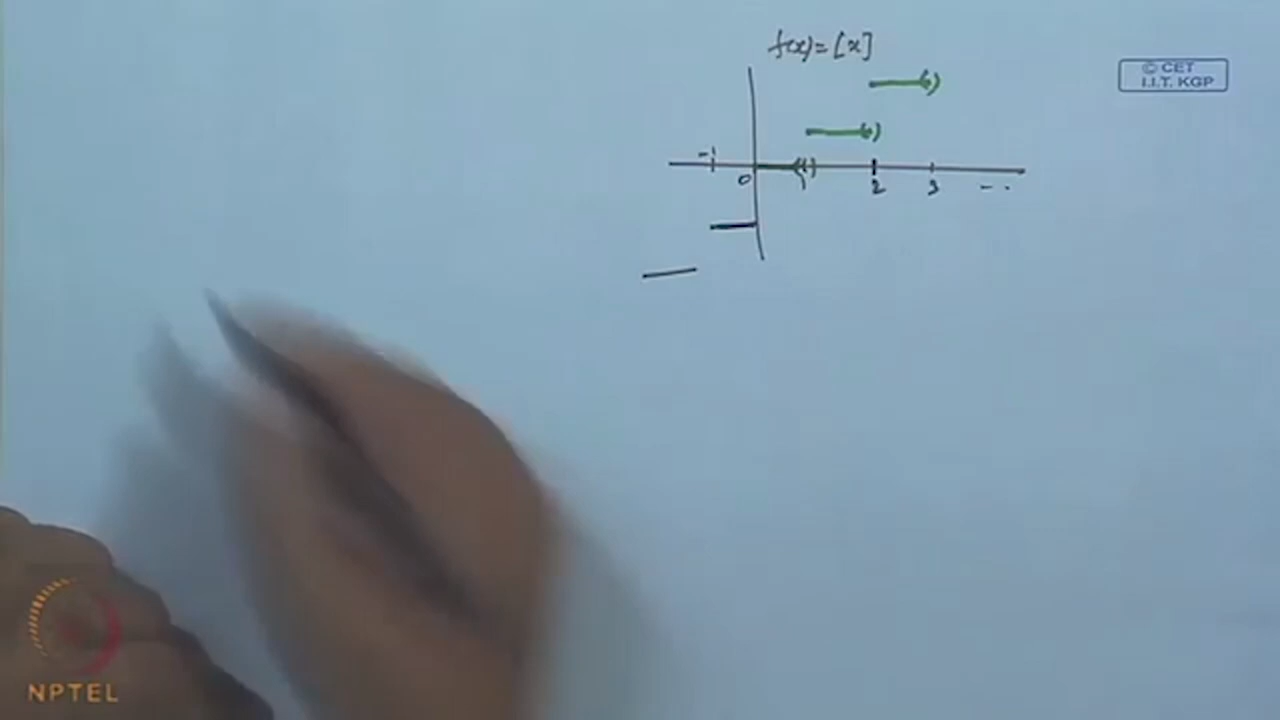 f(x)=[x]
© CET
I.I.T. KGP
-1
0 1 2 3 - -
NPTEL